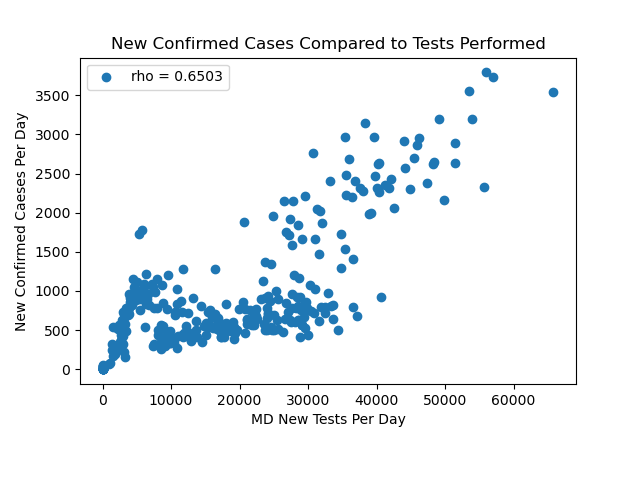 New Confirmed Cases Compared to Tests Performed
rho = 0.6503
3500
3000
2500
2000
1500
1000
500
0
New Confirmed Caeses Per Day
0 10000 20000 30000 40000 50000 60000
MD New Tests Per Day